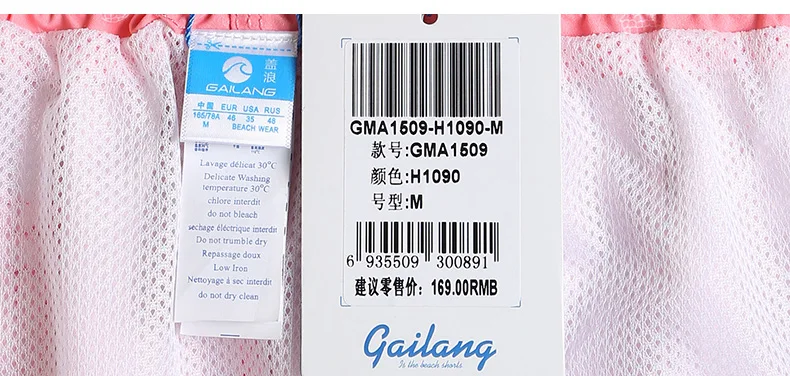 盖
浪
GAILANG
中国 EUR USA RUS
165/78A 46 35 48
M BEACH WEAR
Lavage délicat 30°C
Delicate Washing
temperature 30°C
chlore interdit
do not bleach
sechage éléctrique interdit
Do not trumble dry
Repassage doux
Low Iron
Nettoyage à sec interdit
do not dry clean
GMA1509-H1090-M
款号:GMA1509
颜色:H1090
号型:M
6 935509 300891
建议零售价: 169.00RMB
Gailang
Is the beach shorts